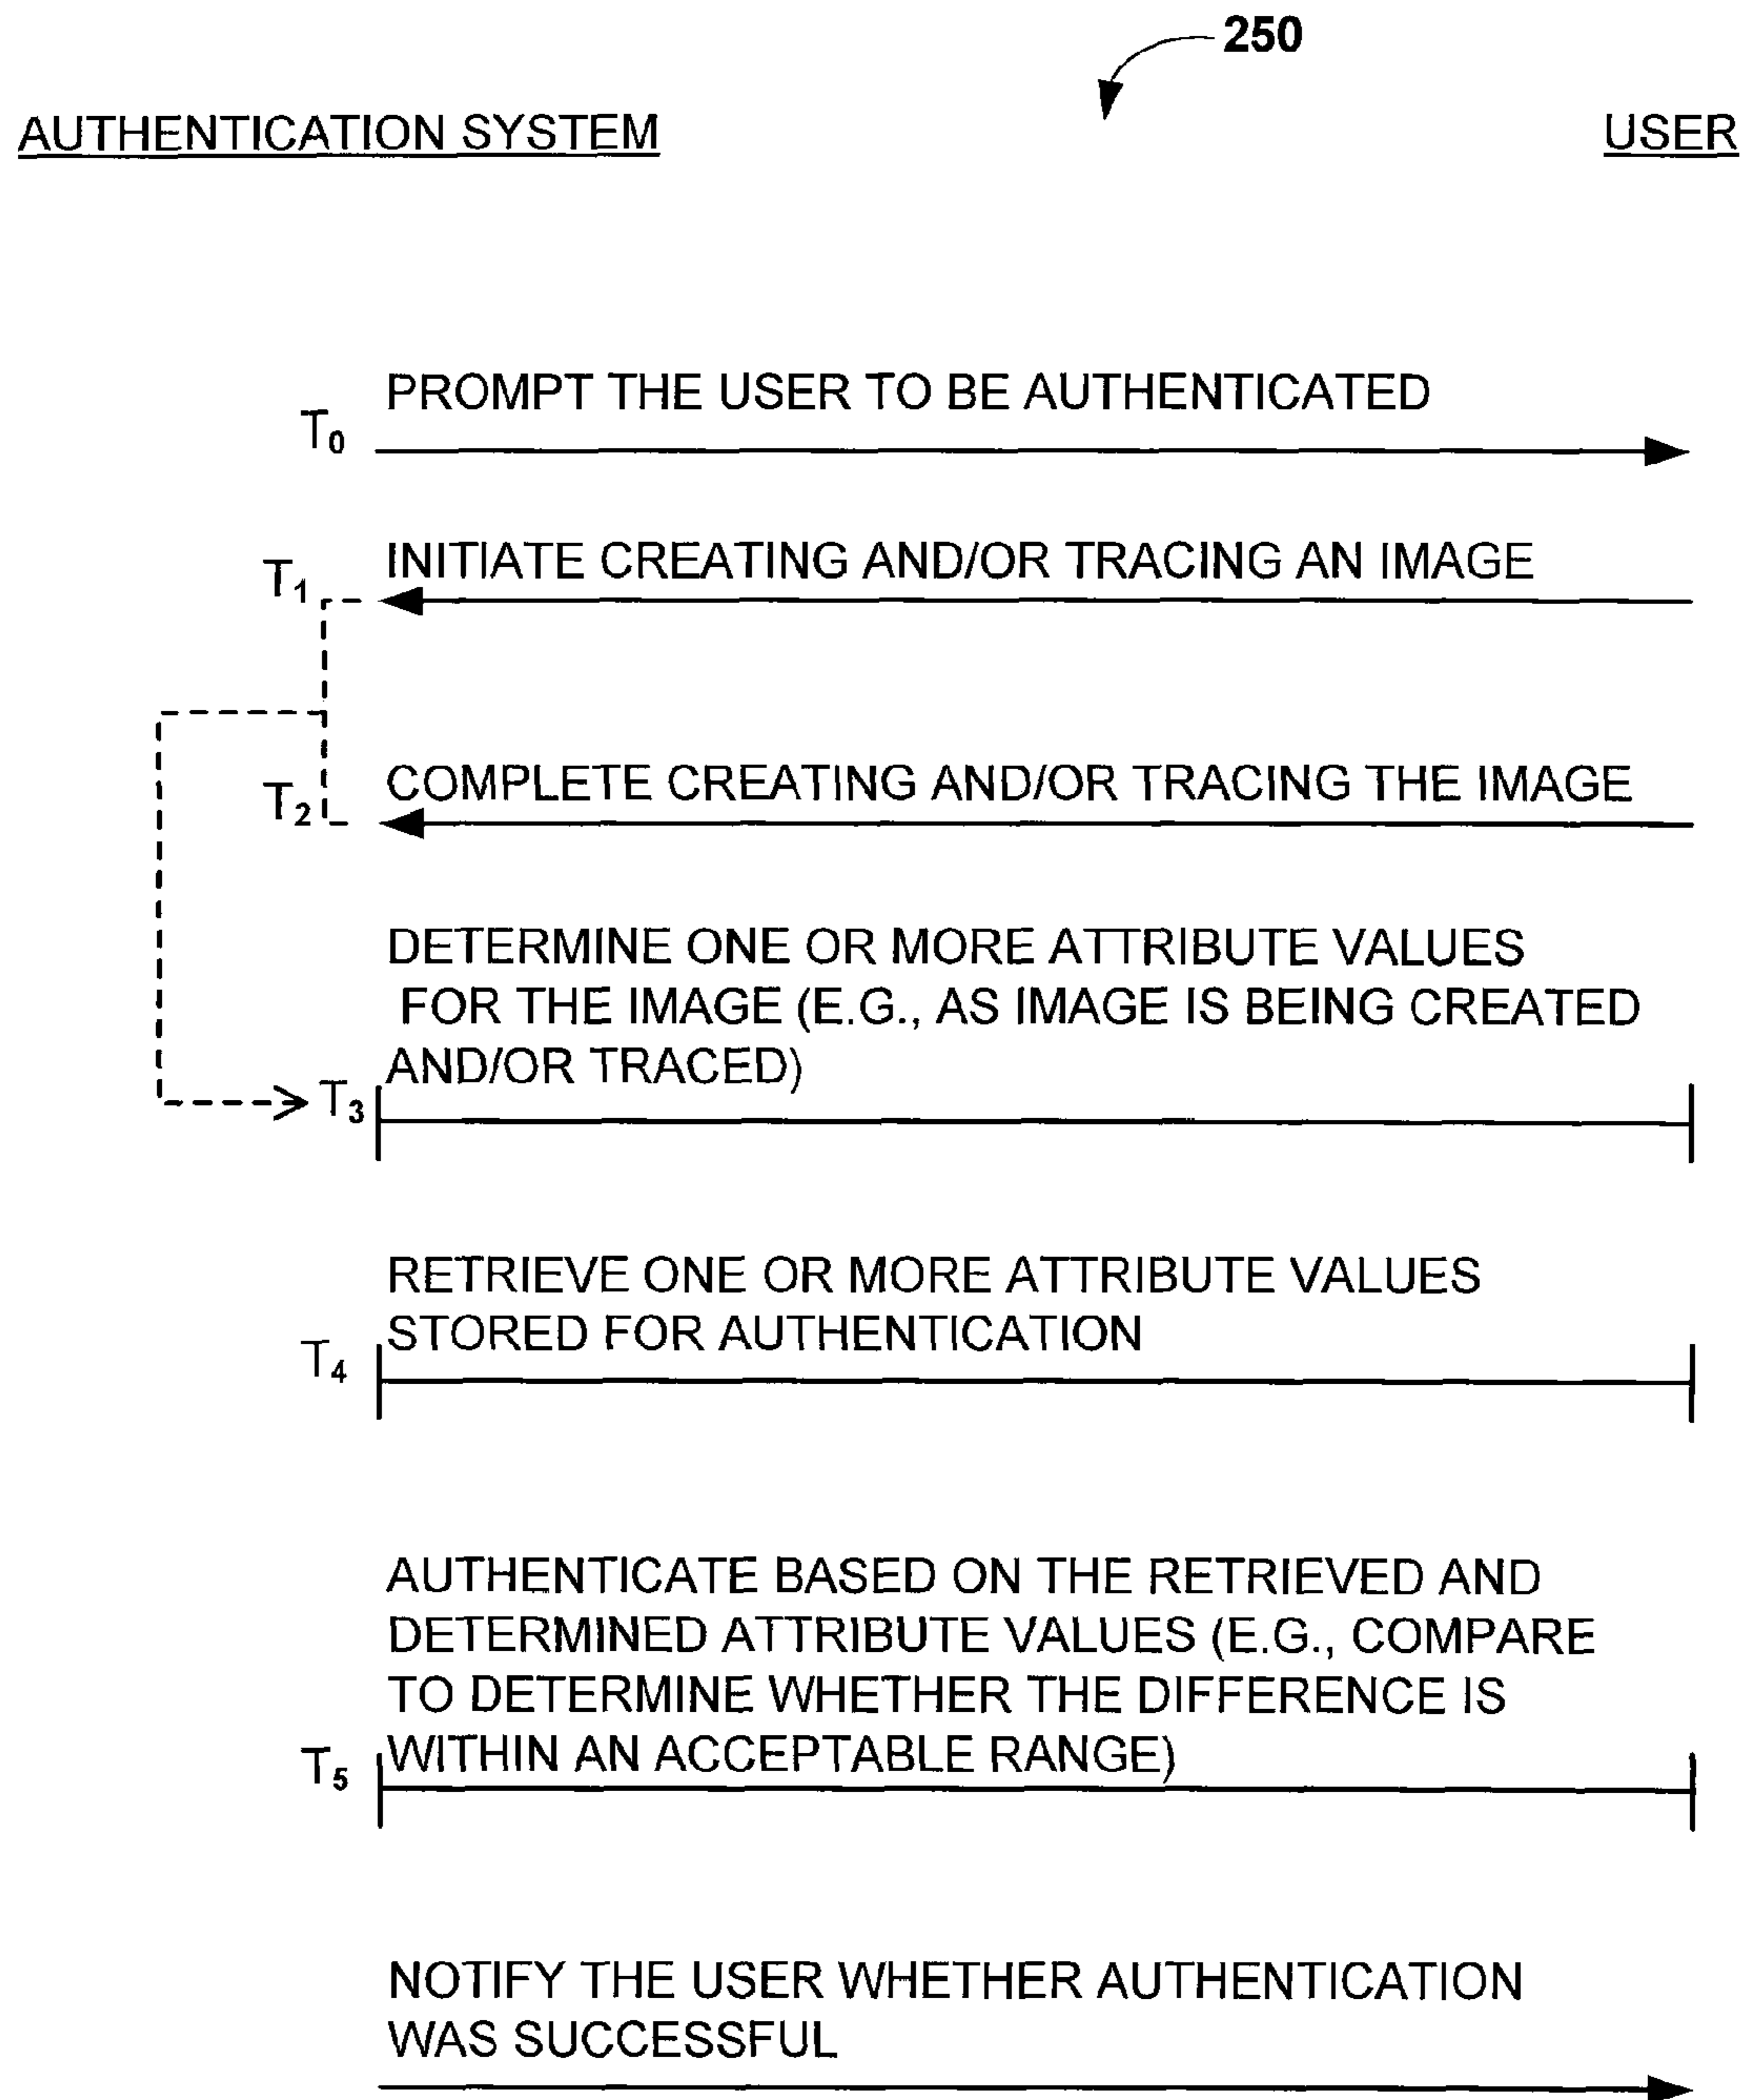 250
AUTHENTICATION SYSTEM
USER
PROMPT THE USER TO BE AUTHENTICATED
T0
INITIATE CREATING AND/OR TRACING AN IMAGE
T1
COMPLETE CREATING AND/OR TRACING THE IMAGE
T2
DETERMINE ONE OR MORE ATTRIBUTE VALUES
FOR THE IMAGE (E.G., AS IMAGE IS BEING CREATED
AND/OR TRACED)
T3
RETRIEVE ONE OR MORE ATTRIBUTE VALUES
STORED FOR AUTHENTICATION
T4
AUTHENTICATE BASED ON THE RETRIEVED AND
DETERMINED ATTRIBUTE VALUES (E.G., COMPARE
TO DETERMINE WHETHER THE DIFFERENCE IS
WITHIN AN ACCEPTABLE RANGE)
T5
NOTIFY THE USER WHETHER AUTHENTICATION
WAS SUCCESSFUL